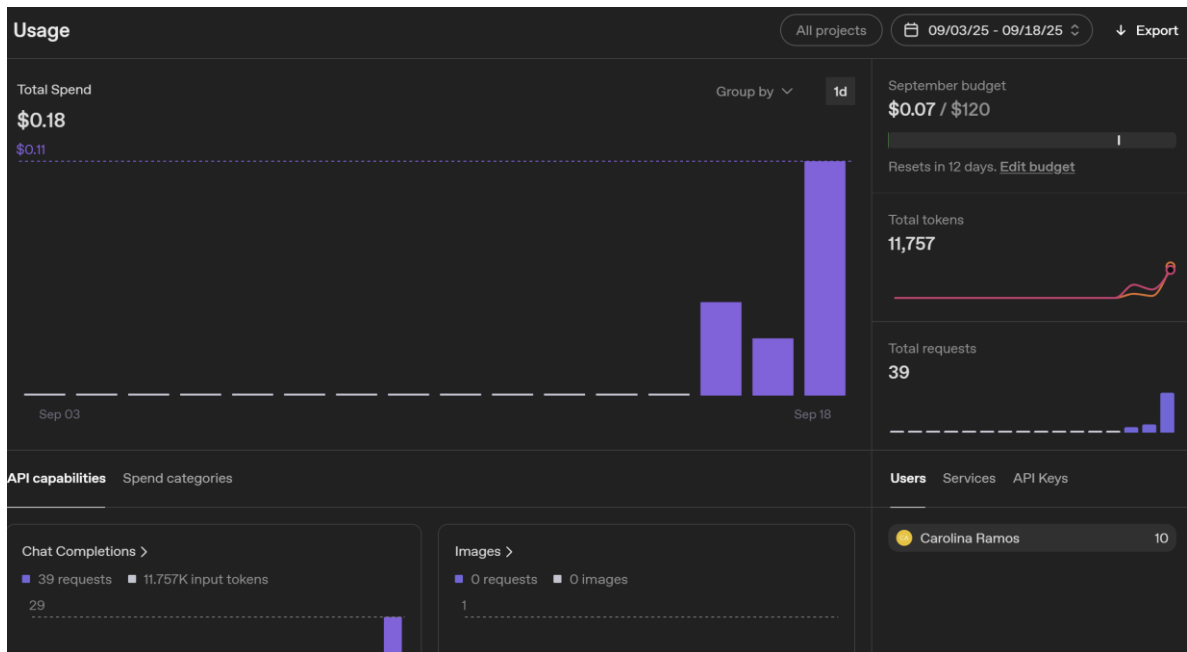 Usage
All projects
09/03/25 - 09/18/25
Export
Total Spend
$0.18
Group by
1d
$0.11
Sep 03
Sep 18
September budget
$0.07 / $120
Resets in 12 days. Edit budget
Total tokens
11,757
Total requests
39
API capabilities
Spend categories
Chat Completions >
39 requests
11.757K input tokens
29
Images >
0 requests
0 images
1
Users
Services
API Keys
Carolina Ramos
10